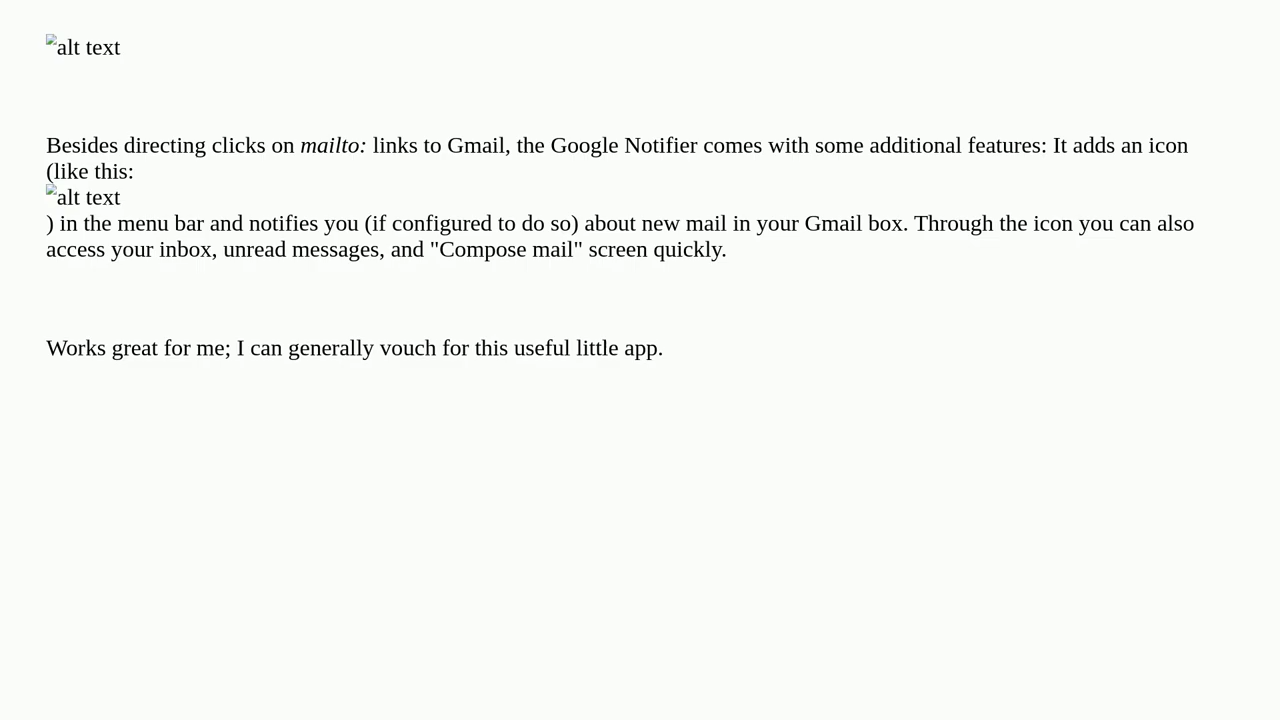 alt text
Besides directing clicks on mailto: links to Gmail, the Google Notifier comes with some additional features: It adds an icon
(like this:
alt text
) in the menu bar and notifies you (if configured to do so) about new mail in your Gmail box. Through the icon you can also
access your inbox, unread messages, and "Compose mail" screen quickly.
Works great for me; I can generally vouch for this useful little app.